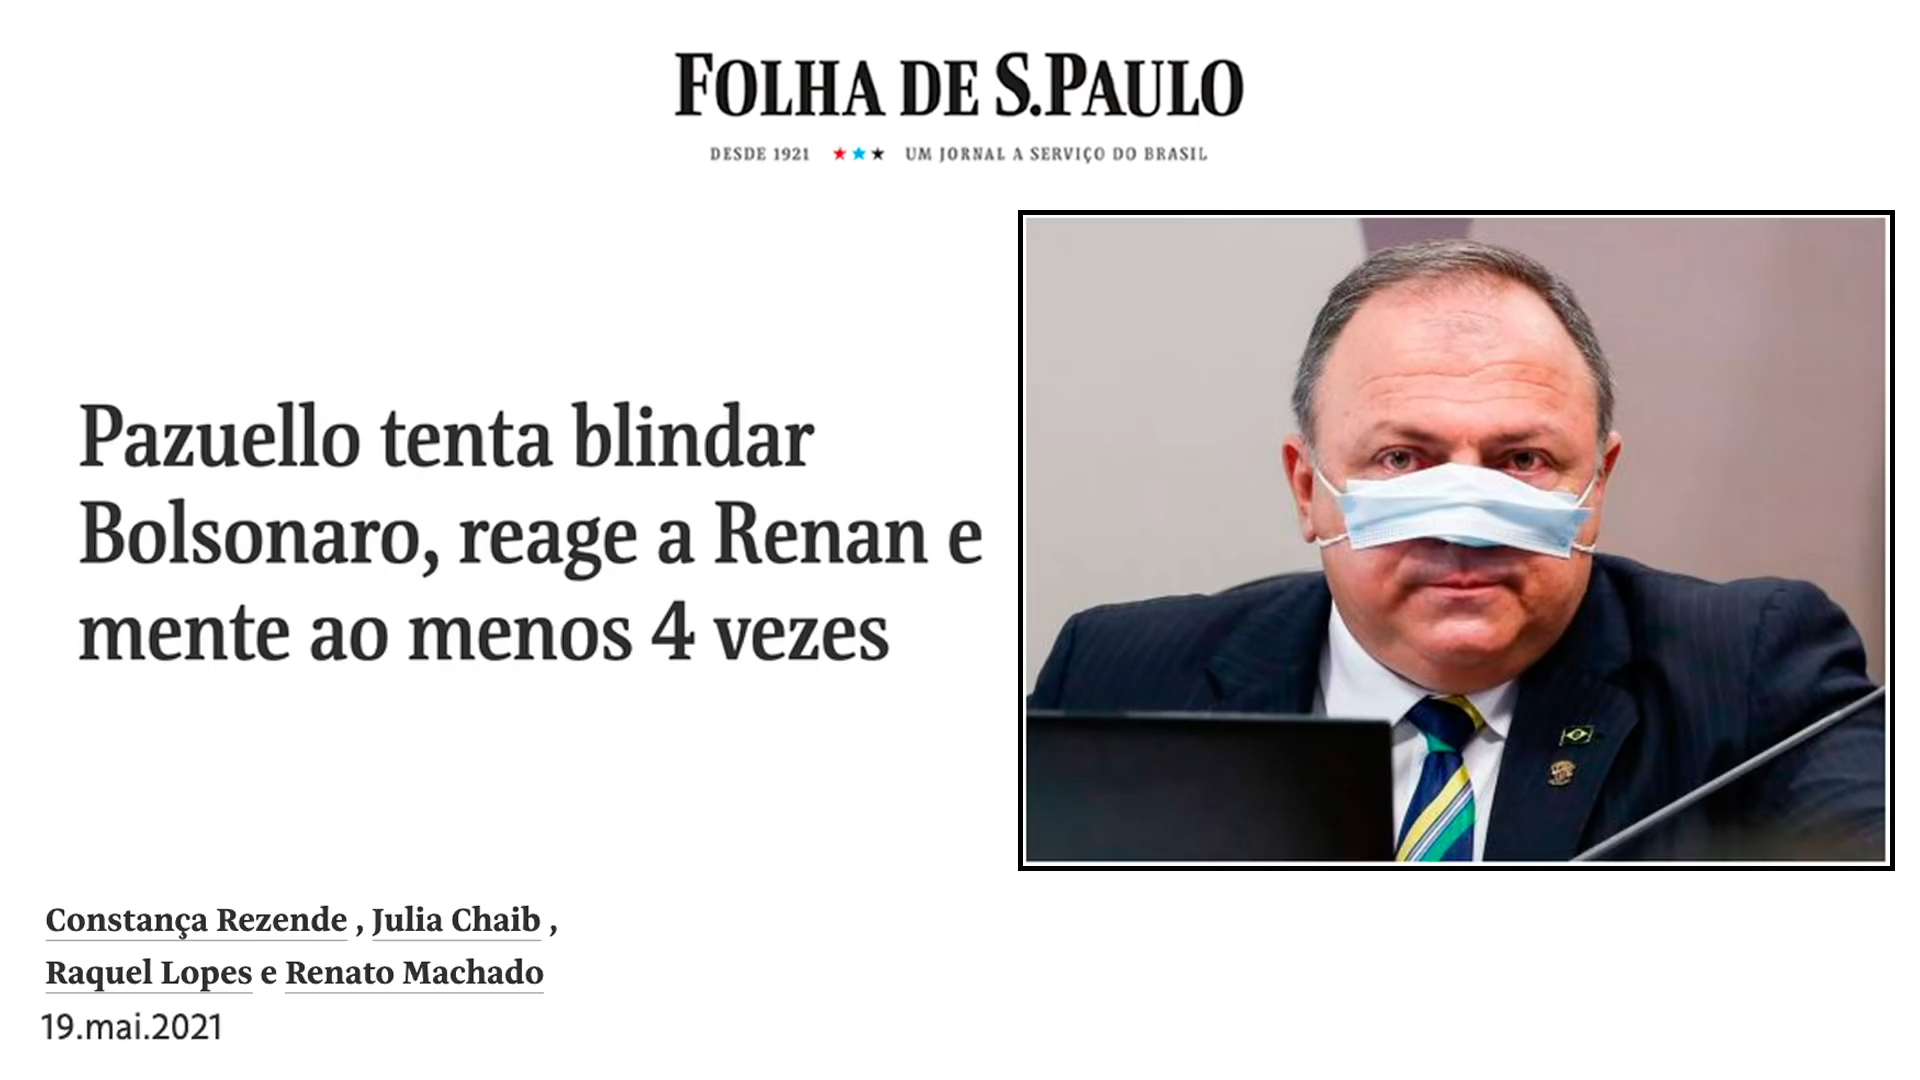 FOLHA DE S.PAULO
DESDE 1921 ★★★ UM JORNAL A SERVIÇO DO BRASIL
Pazuello tenta blindar
Bolsonaro, reage a Renan e
mente ao menos 4 vezes
Constança Rezende , Julia Chaib ,
Raquel Lopes e Renato Machado
19.mai.2021